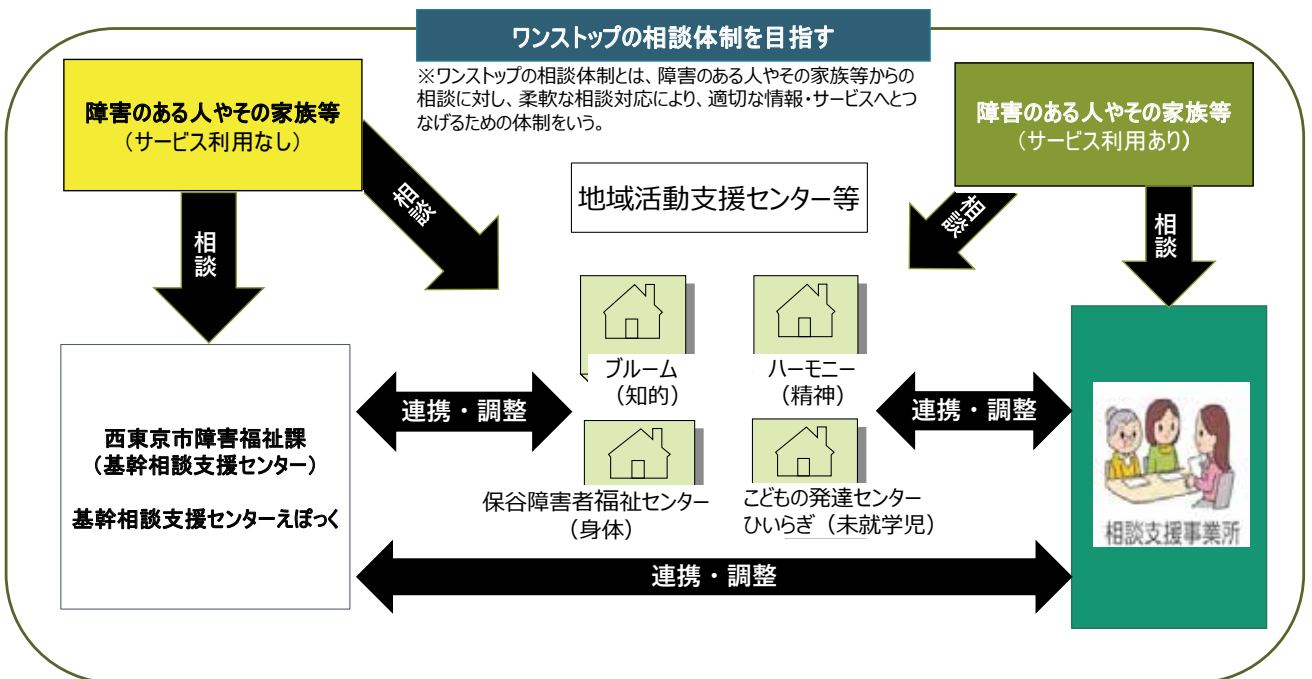 ワンストップの相談体制を目指す
※ワンストップの相談体制とは、障害のある人やその家族等からの
相談に対し、柔軟な相談対応により、適切な情報・サービスへとつ
なげるための体制をいう。
障害のある人やその家族等
（サービス利用なし）
障害のある人やその家族等
（サービス利用あり）
相談
相談
地域活動支援センター等
相談
相談
ブルーム
（知的）
ハーモニー
（精神）
連携・調整
連携・調整
西東京市障害福祉課
（基幹相談支援センター）
基幹相談支援センターえぽっく
保谷障害者福祉センター
（身体）
こどもの発達センター
ひいらぎ（未就学児）
相談支援事業所
連携・調整